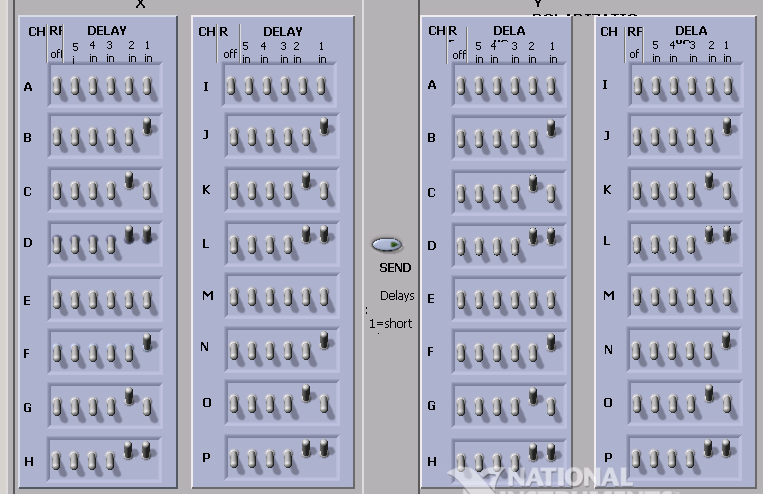 X
CH RF DELAY
off 5 4 3 2 1
in in in in
A
B
C
D
E
F
G
H
CH R DELAY
off 5 4 3 2 1
in in in in in
I
J
K
L
M
N
O
P
SEND
Delays
1=short
Y
CH R DELA
off 5 4 3 2 1
in in in in in
A
B
C
D
E
F
G
H
CH RF DELA
of 5 4 3 2 1
in in in in in
I
J
K
L
M
N
O
P
NATIONAL